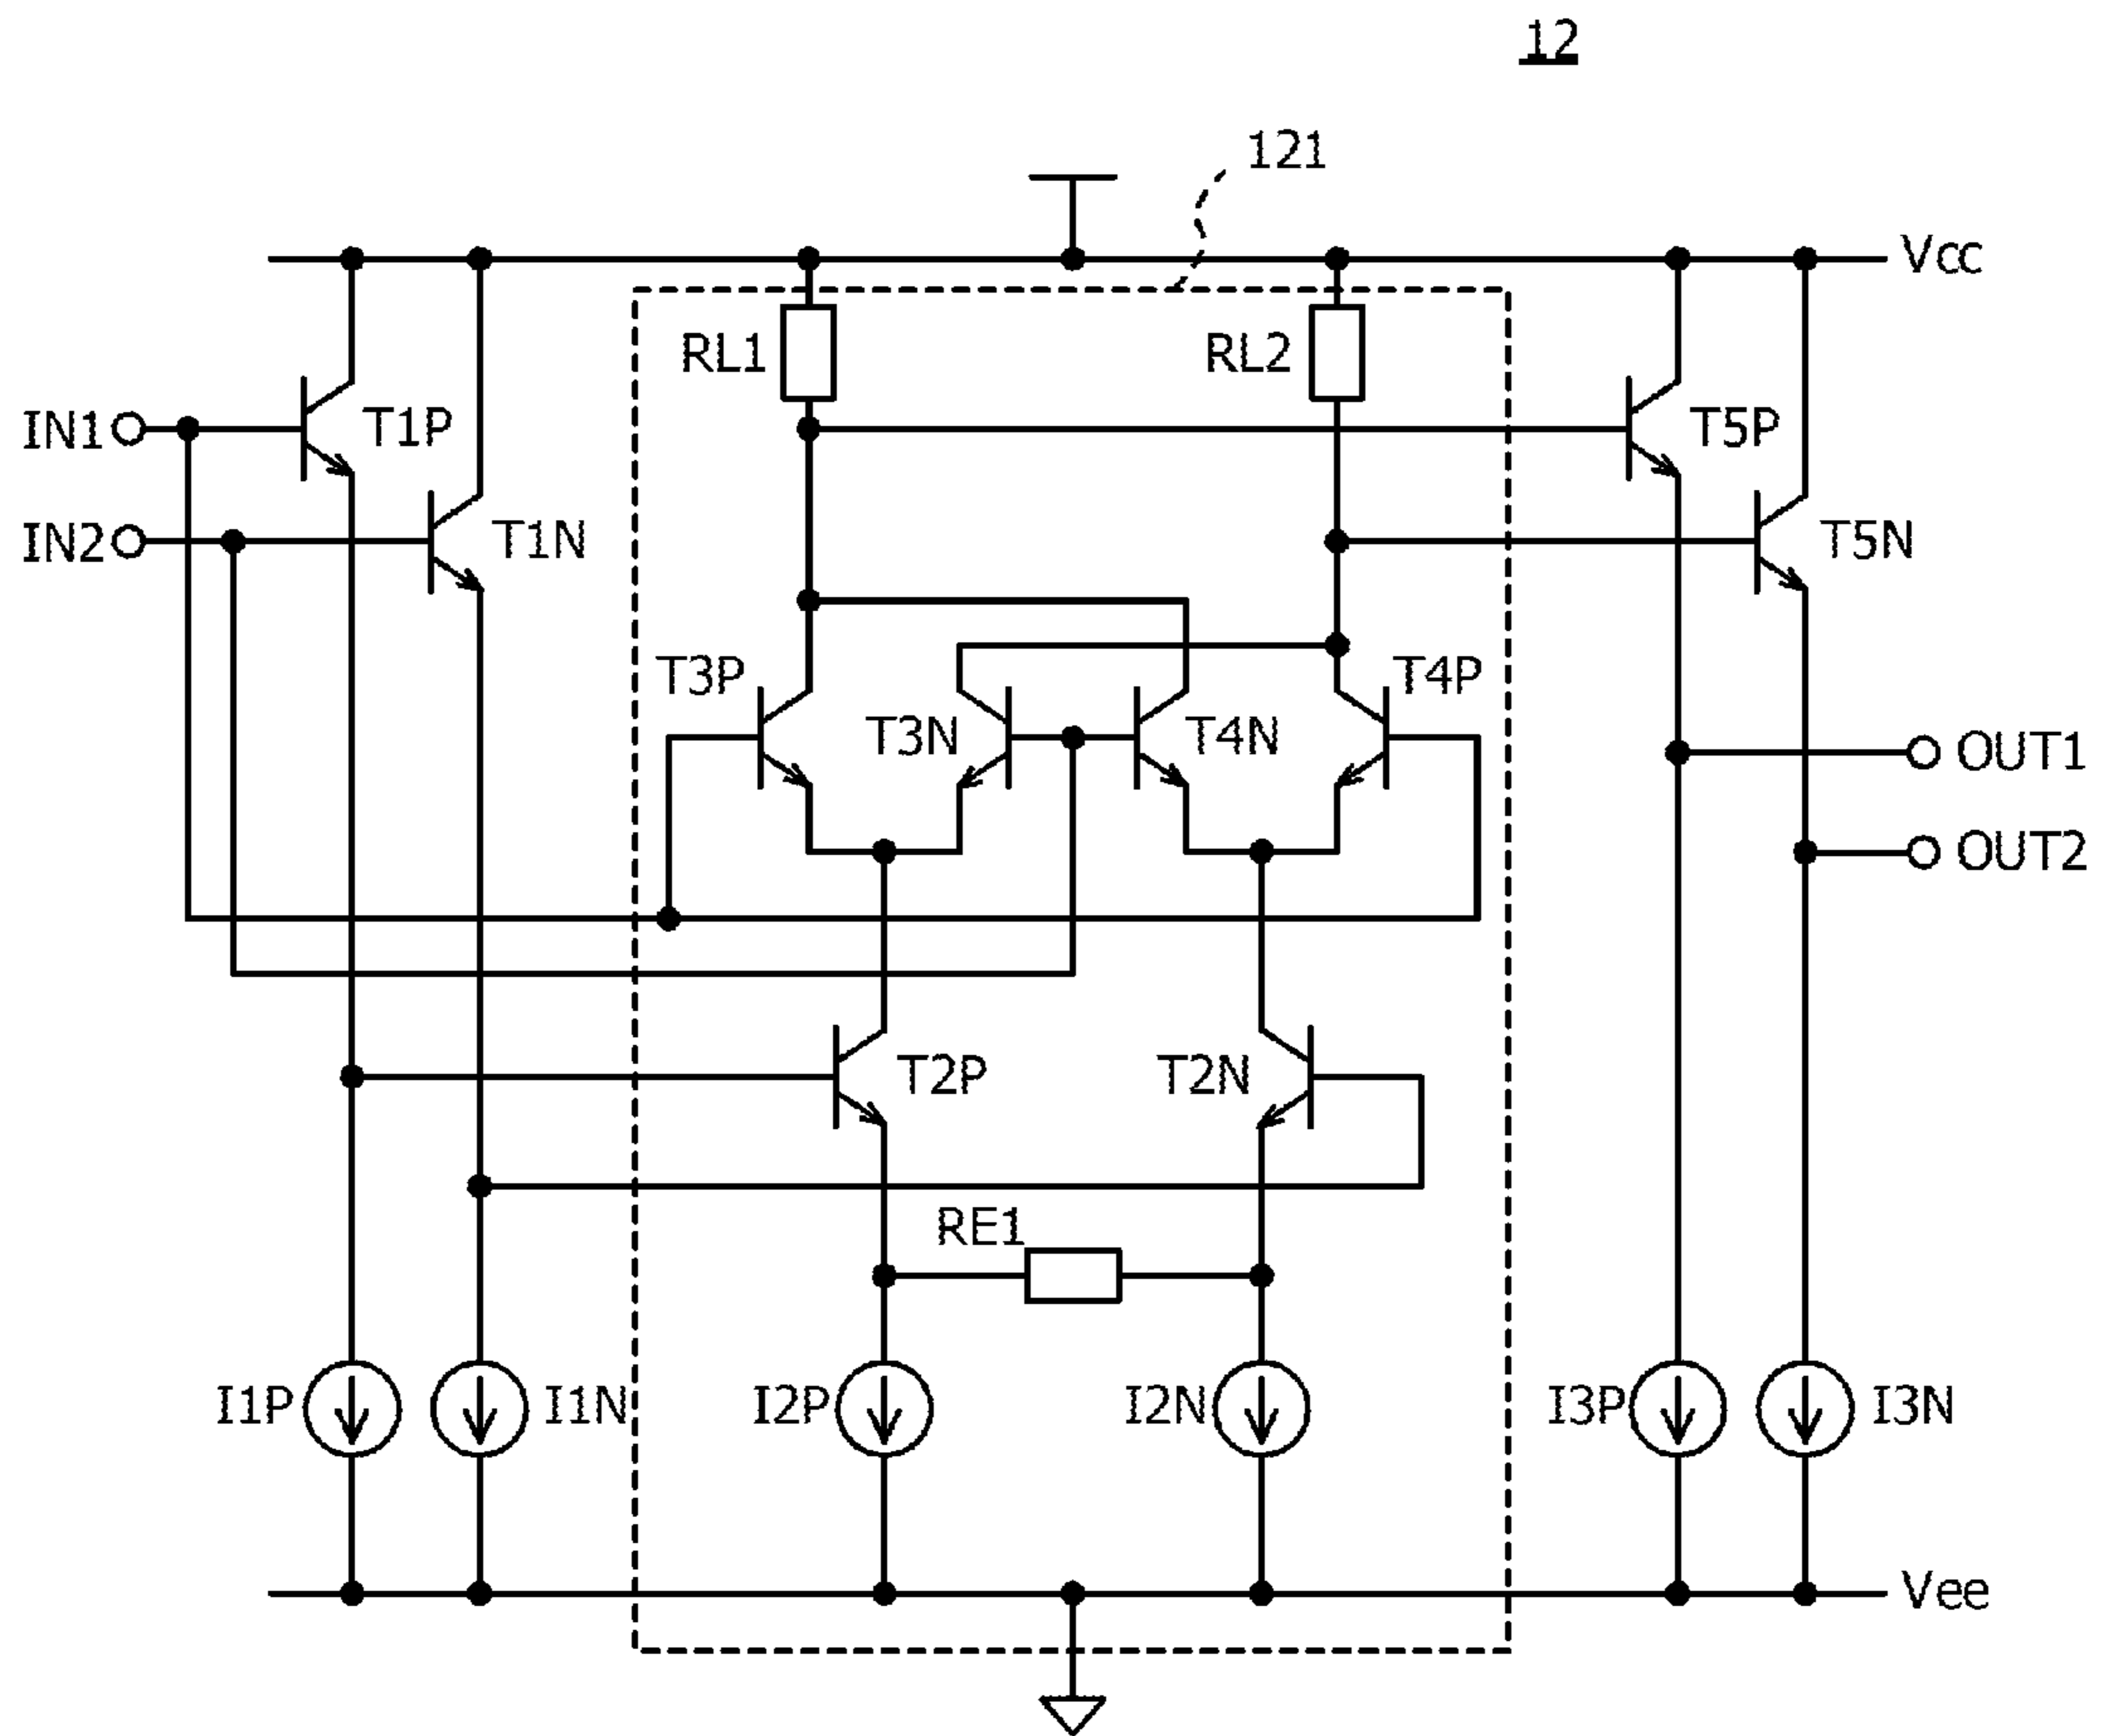 12
121
Vcc
RL1
RL2
IN1
T1P
T5P
IN2
T1N
T5N
T3P
T4P
T3N
T4N
OUT1
OUT2
T2P
T2N
RE1
I1P
I1N
I2P
I2N
I3P
I3N
Vee